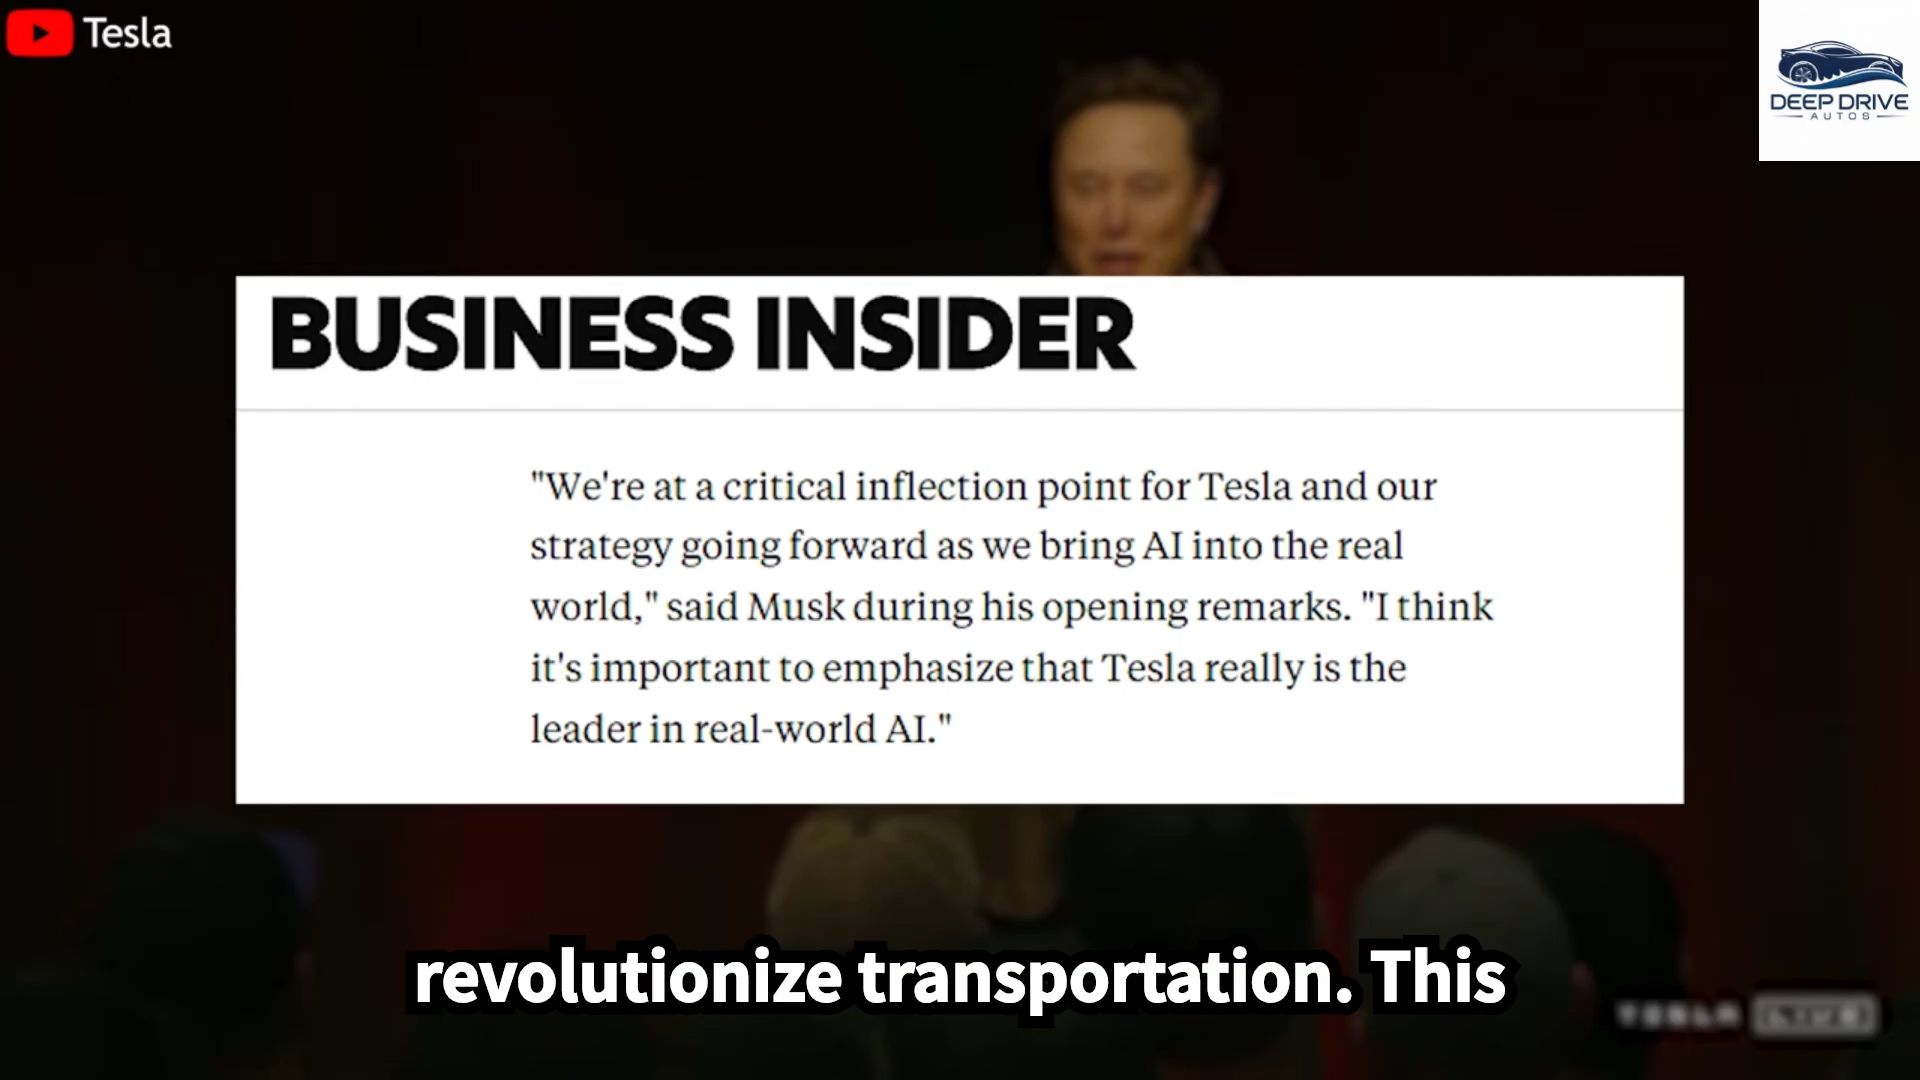 Tesla
DEEP DRIVE
AUTOS
BUSINESS INSIDER
"We're at a critical inflection point for Tesla and our
strategy going forward as we bring AI into the real
world," said Musk during his opening remarks. "I think
it's important to emphasize that Tesla really is the
leader in real-world AI."
revolutionize transportation. This
TESLA LIVE